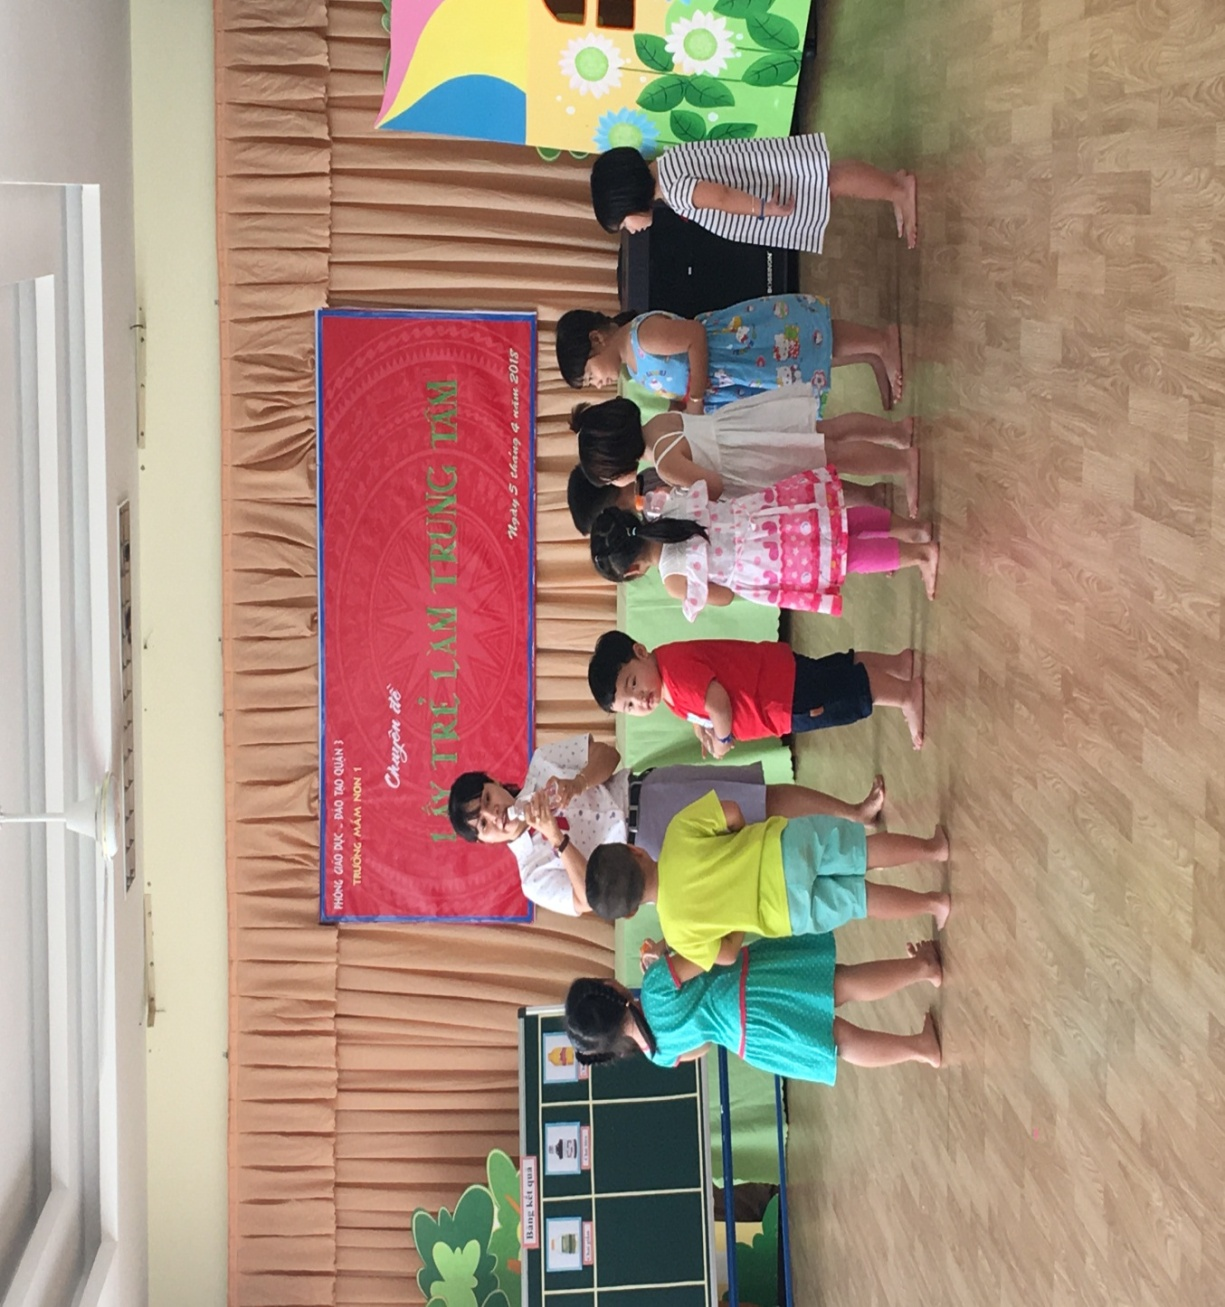 PHÒNG GIÁO DỤC - ĐÀO TẠO QUẬN 3
TRƯỜNG MẦM NON 1
Chuyên đề
LẤY TRẺ LÀM TRUNG TÂM
Ngày 5 tháng 4 năm 2018
Bảng kết quả